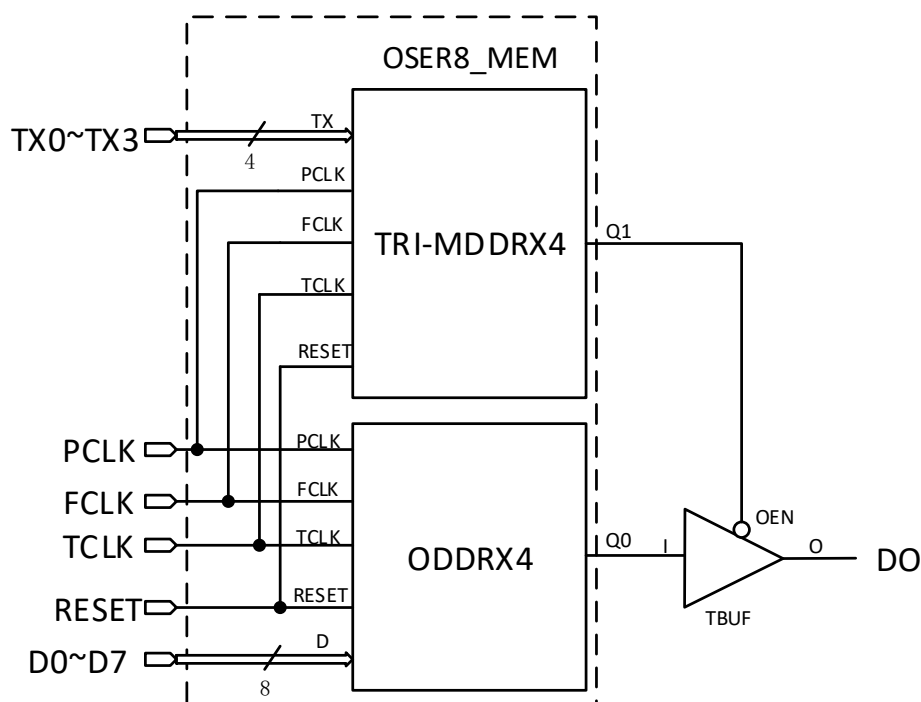 OSER8_MEM
TX0~TX3
4
TX
PCLK
FCLK
TCLK
RESET
TRI-MDDRX4
Q1
PCLK
FCLK
TCLK
RESET
D0~D7
8
PCLK
FCLK
TCLK
RESET
D
ODDRX4
Q0
I
OEN
O
DO
TBUF